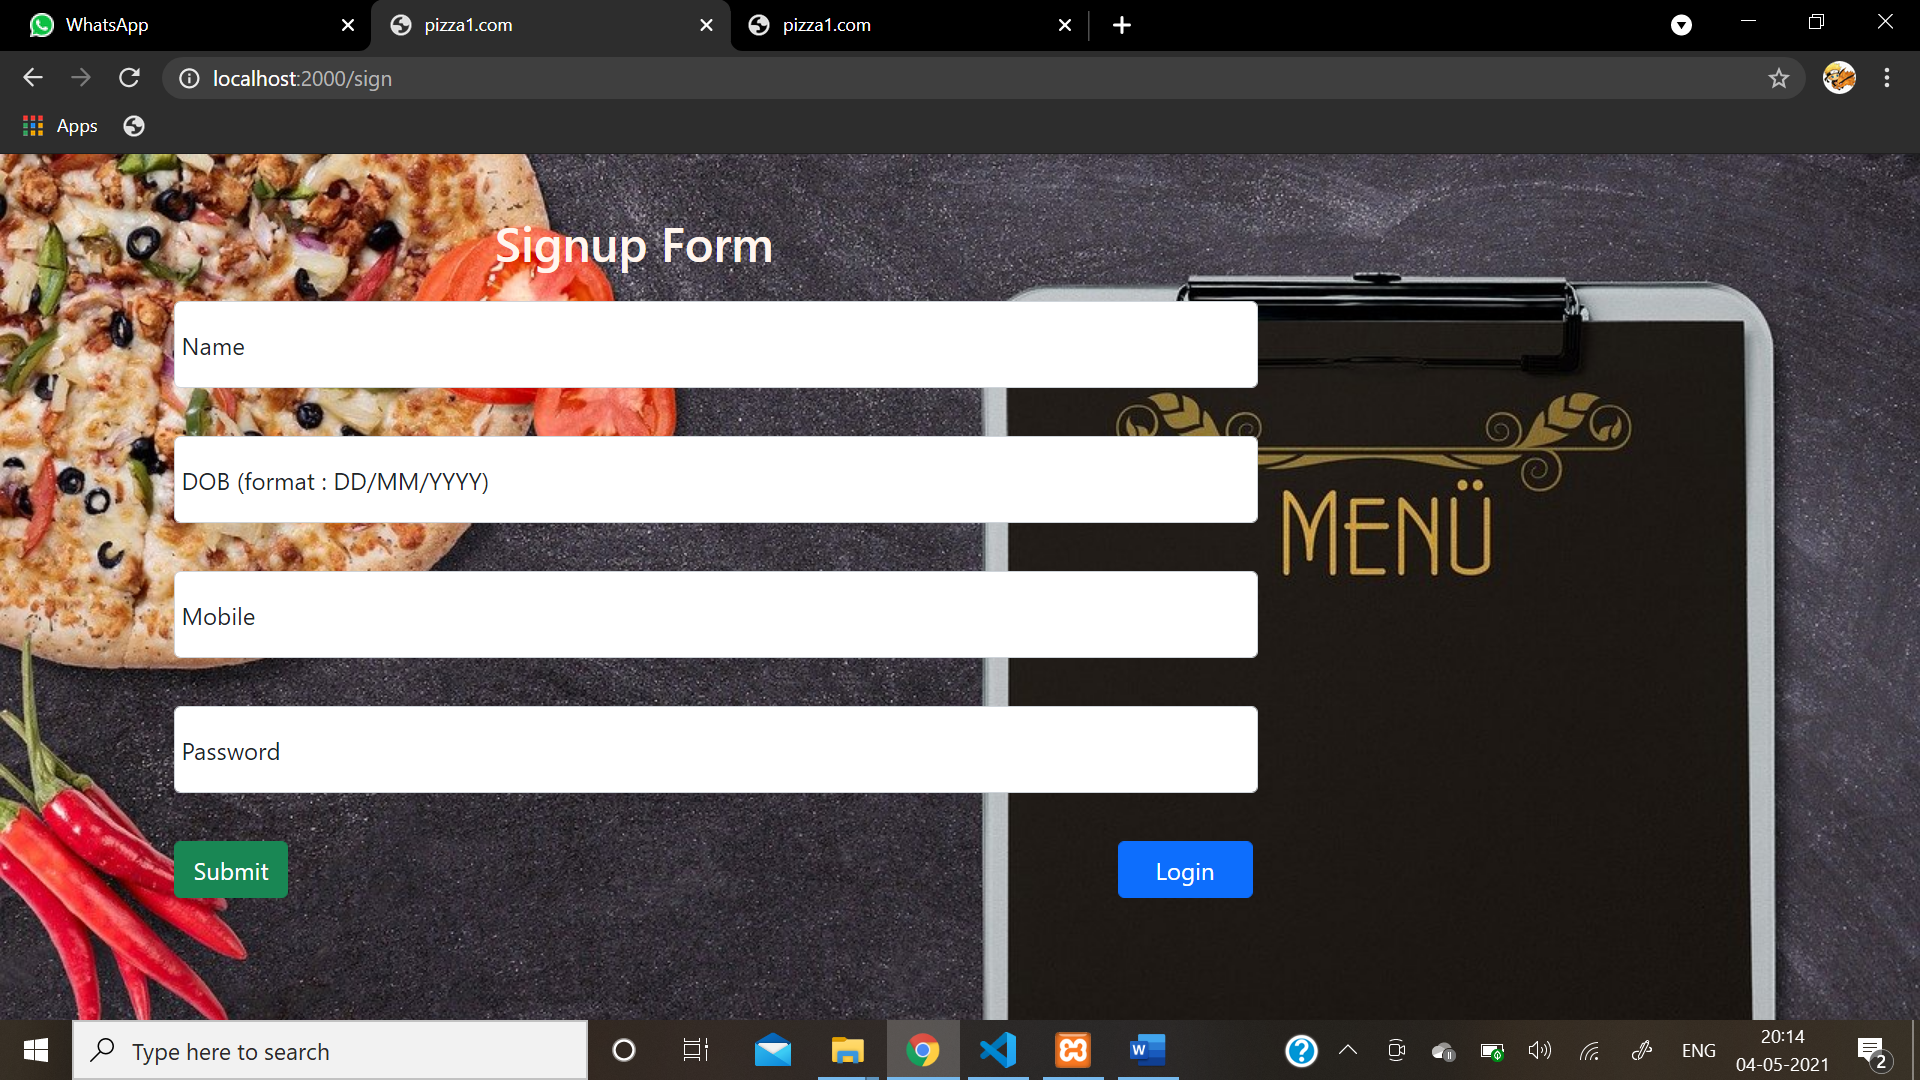 WhatsApp
pizza1.com
pizza1.com
localhost:2000/sign
Apps
Signup Form
Name
DOB (format : DD/MM/YYYY)
Mobile
Password
Submit
Login
MENÜ
Type here to search
W
?
ENG
20:14
04-05-2021
2